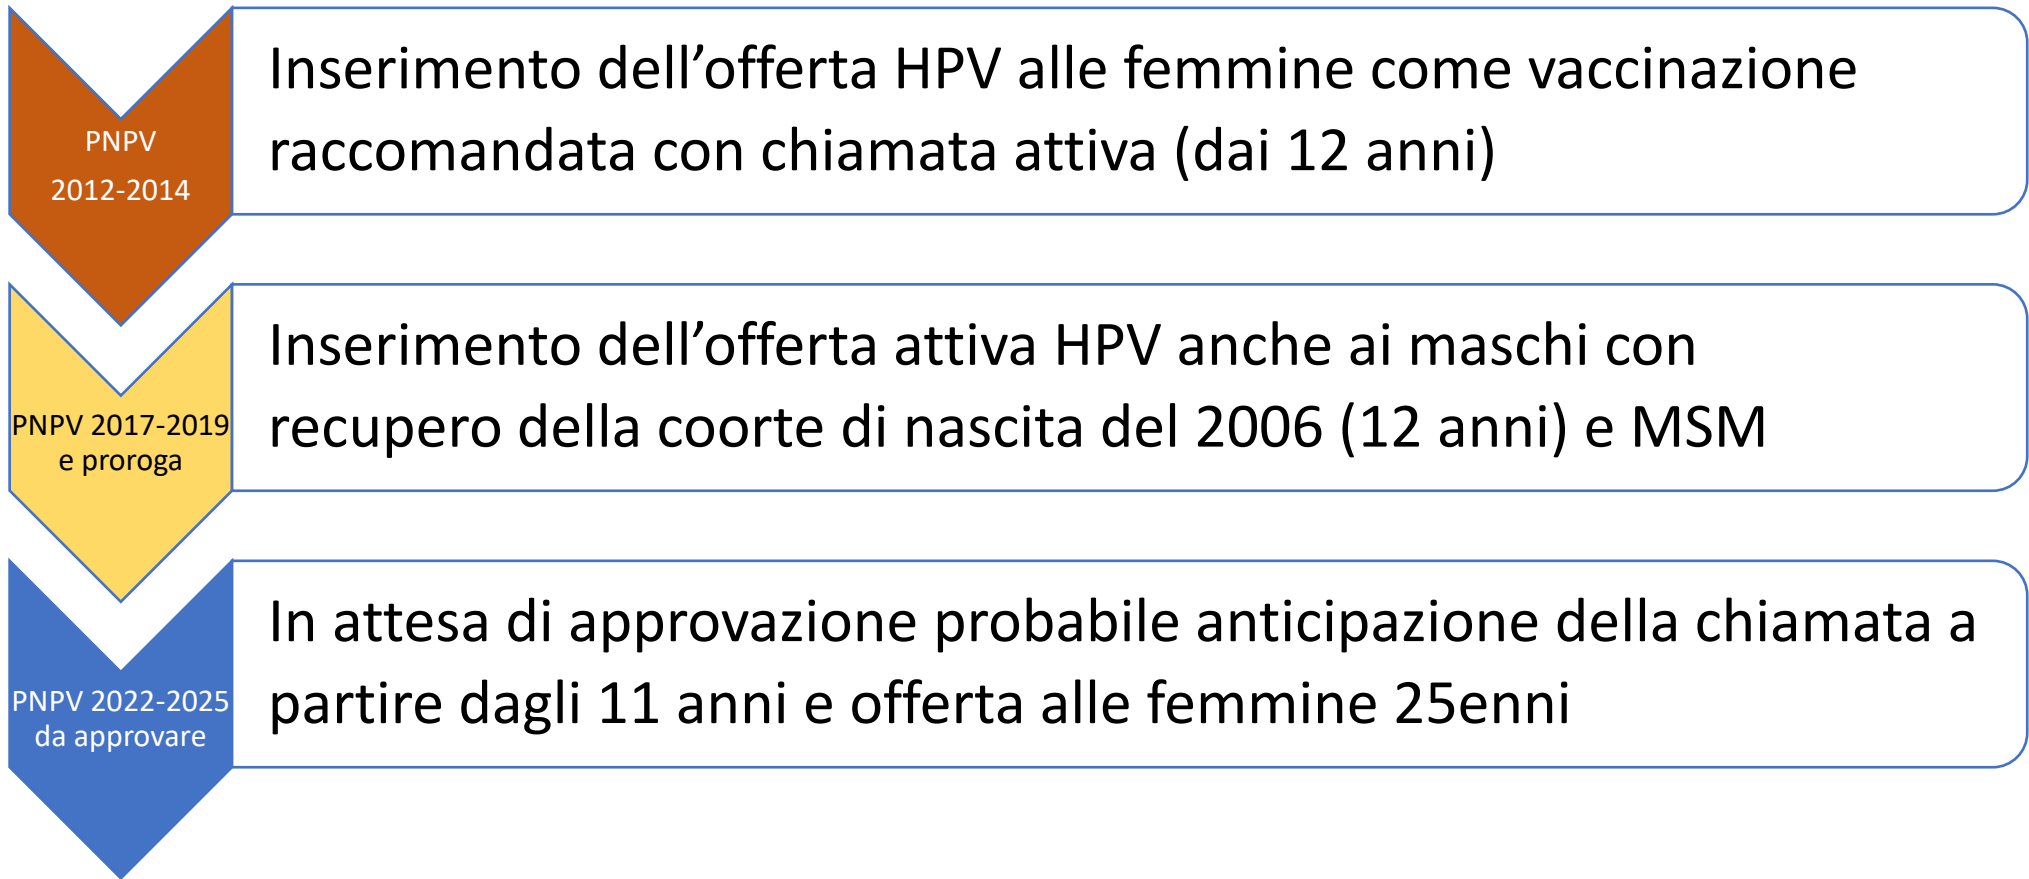 PNPV
2012-2014
Inserimento dell’offerta HPV alle femmine come vaccinazione
raccomandata con chiamata attiva (dai 12 anni)
PNPV 2017-2019
e proroga
Inserimento dell’offerta attiva HPV anche ai maschi con
recupero della coorte di nascita del 2006 (12 anni) e MSM
PNPV 2022-2025
da approvare
In attesa di approvazione probabile anticipazione della chiamata a
partire dagli 11 anni e offerta alle femmine 25enni